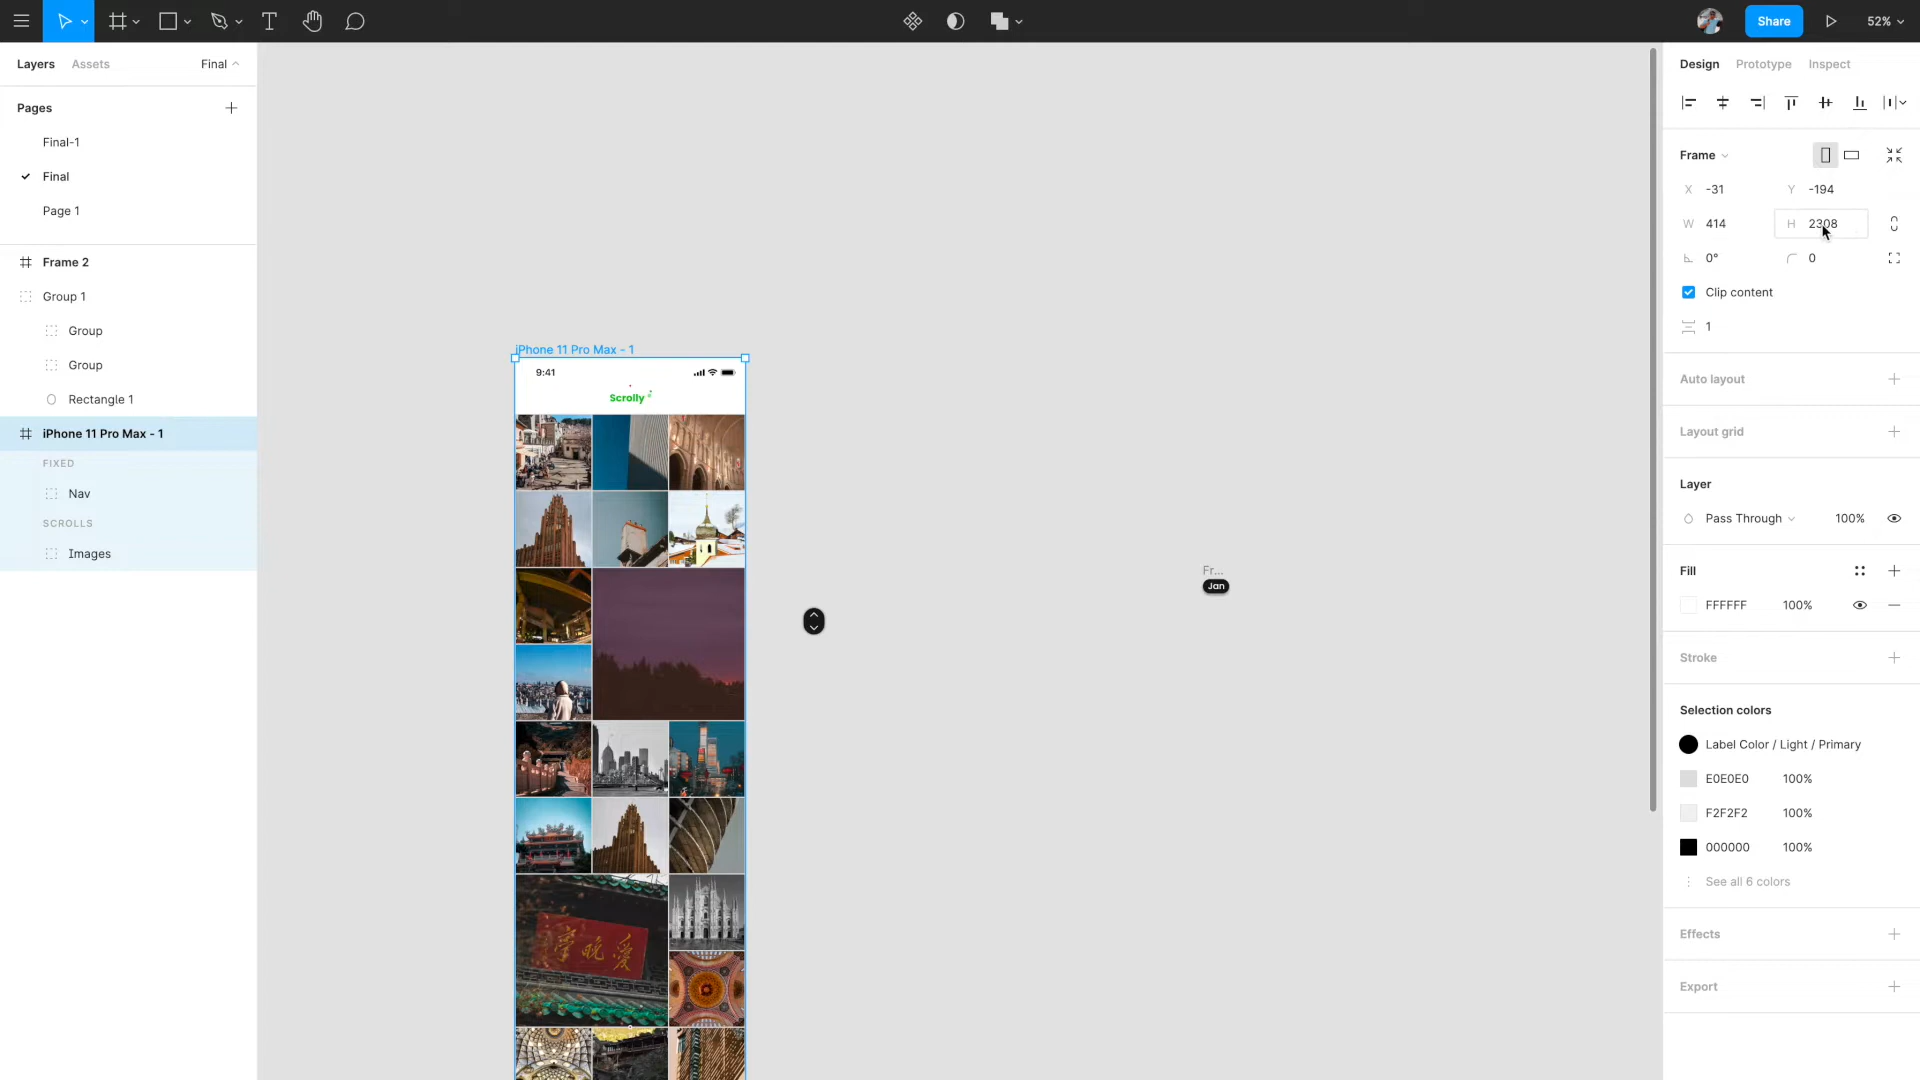 Share
52%
Layers
Assets
Final
Pages
Final-1
Final
Page 1
Frame 2
Group 1
Group
Group
Rectangle 1
iPhone 11 Pro Max - 1
FIXED
Nav
SCROLLS
Images
iPhone 11 Pro Max - 1
9:41
Scrolly
愛晚亭
Fr...
Jan
Design
Prototype
Inspect
Frame
X -31
Y -194
W 414
H 2308
0°
0
Clip content
1
Auto layout
Layout grid
Layer
Pass Through
100%
Fill
FFFFFF
100%
Stroke
Selection colors
Label Color / Light / Primary
E0E0E0
100%
F2F2F2
100%
000000
100%
See all 6 colors
Effects
Export